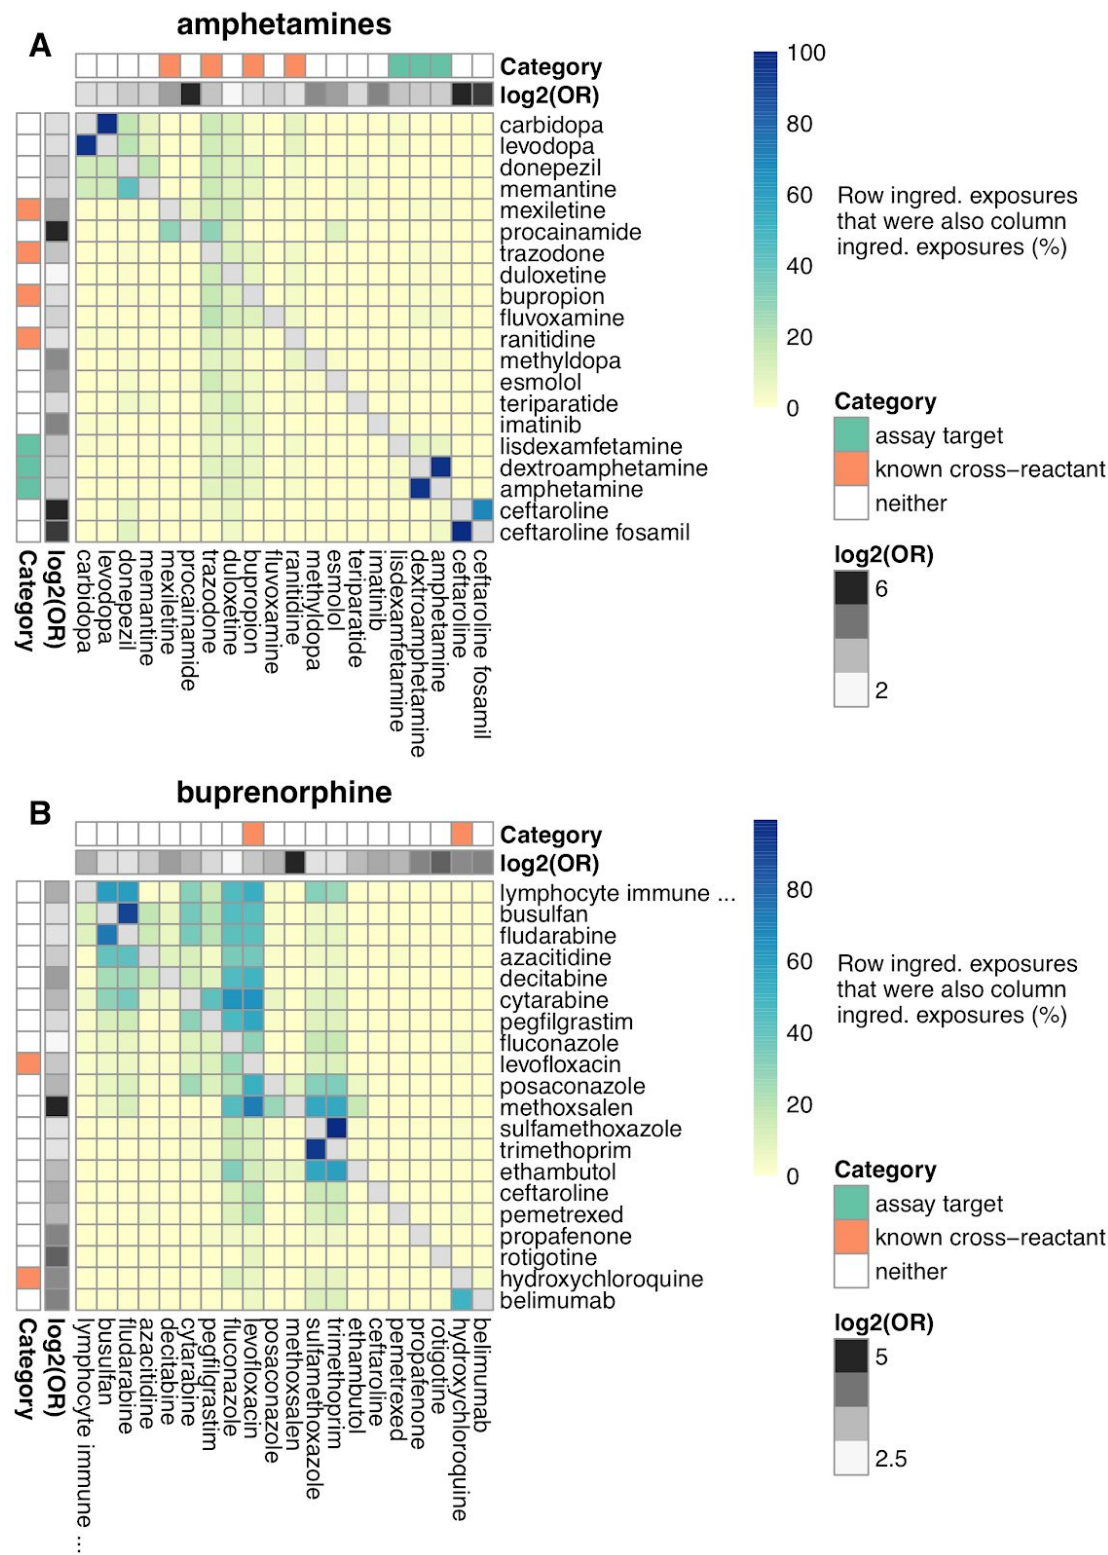 A
amphetamines
Category
log2(OR)
carbidopa
levodopa
donepezil
memantine
mexiletine
procainamide
trazodone
duloxetine
bupropion
fluvoxamine
ranitidine
methyldopa
esmolol
teriparatide
imatinib
lisdexamfetamine
dextroamphetamine
amphetamine
ceftaroline
ceftaroline fosamil
Category
log2(OR)
carbidopa
levodopa
donepezil
memantine
mexiletine
procainamide
trazodone
duloxetine
bupropion
fluvoxamine
ranitidine
methyldopa
esmolol
teriparatide
imatinib
lisdexamfetamine
dextroamphetamine
amphetamine
ceftaroline
ceftaroline fosamil
100
80
60
40
20
0
Row ingred. exposures
that were also column
ingred. exposures (%)
Category
assay target
known cross−reactant
neither
log2(OR)
6
2
B
buprenorphine
Category
log2(OR)
lymphocyte immune ...
busulfan
fludarabine
azacitidine
decitabine
cytarabine
pegfilgrastim
fluconazole
levofloxacin
posaconazole
methoxsalen
sulfamethoxazole
trimethoprim
ethambutol
ceftaroline
pemetrexed
propafenone
rotigotine
hydroxychloroquine
belimumab
Category
log2(OR)
lymphocyte immune ...
busulfan
fludarabine
azacitidine
decitabine
cytarabine
pegfilgrastim
fluconazole
levofloxacin
posaconazole
methoxsalen
sulfamethoxazole
trimethoprim
ethambutol
ceftaroline
pemetrexed
propafenone
rotigotine
hydroxychloroquine
belimumab
80
60
40
20
0
Row ingred. exposures
that were also column
ingred. exposures (%)
Category
assay target
known cross−reactant
neither
log2(OR)
5
2.5